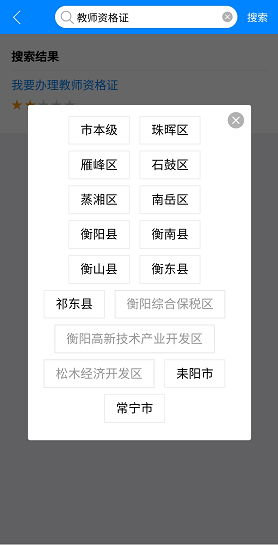 教师资格证 搜索
搜索结果
我要办理教师资格证
市本级 珠晖区
雁峰区 石鼓区
蒸湘区 南岳区
衡阳县 衡南县
衡山县 衡东县
祁东县 衡阳综合保税区
衡阳高新技术产业开发区
松木经济开发区 耒阳市
常宁市